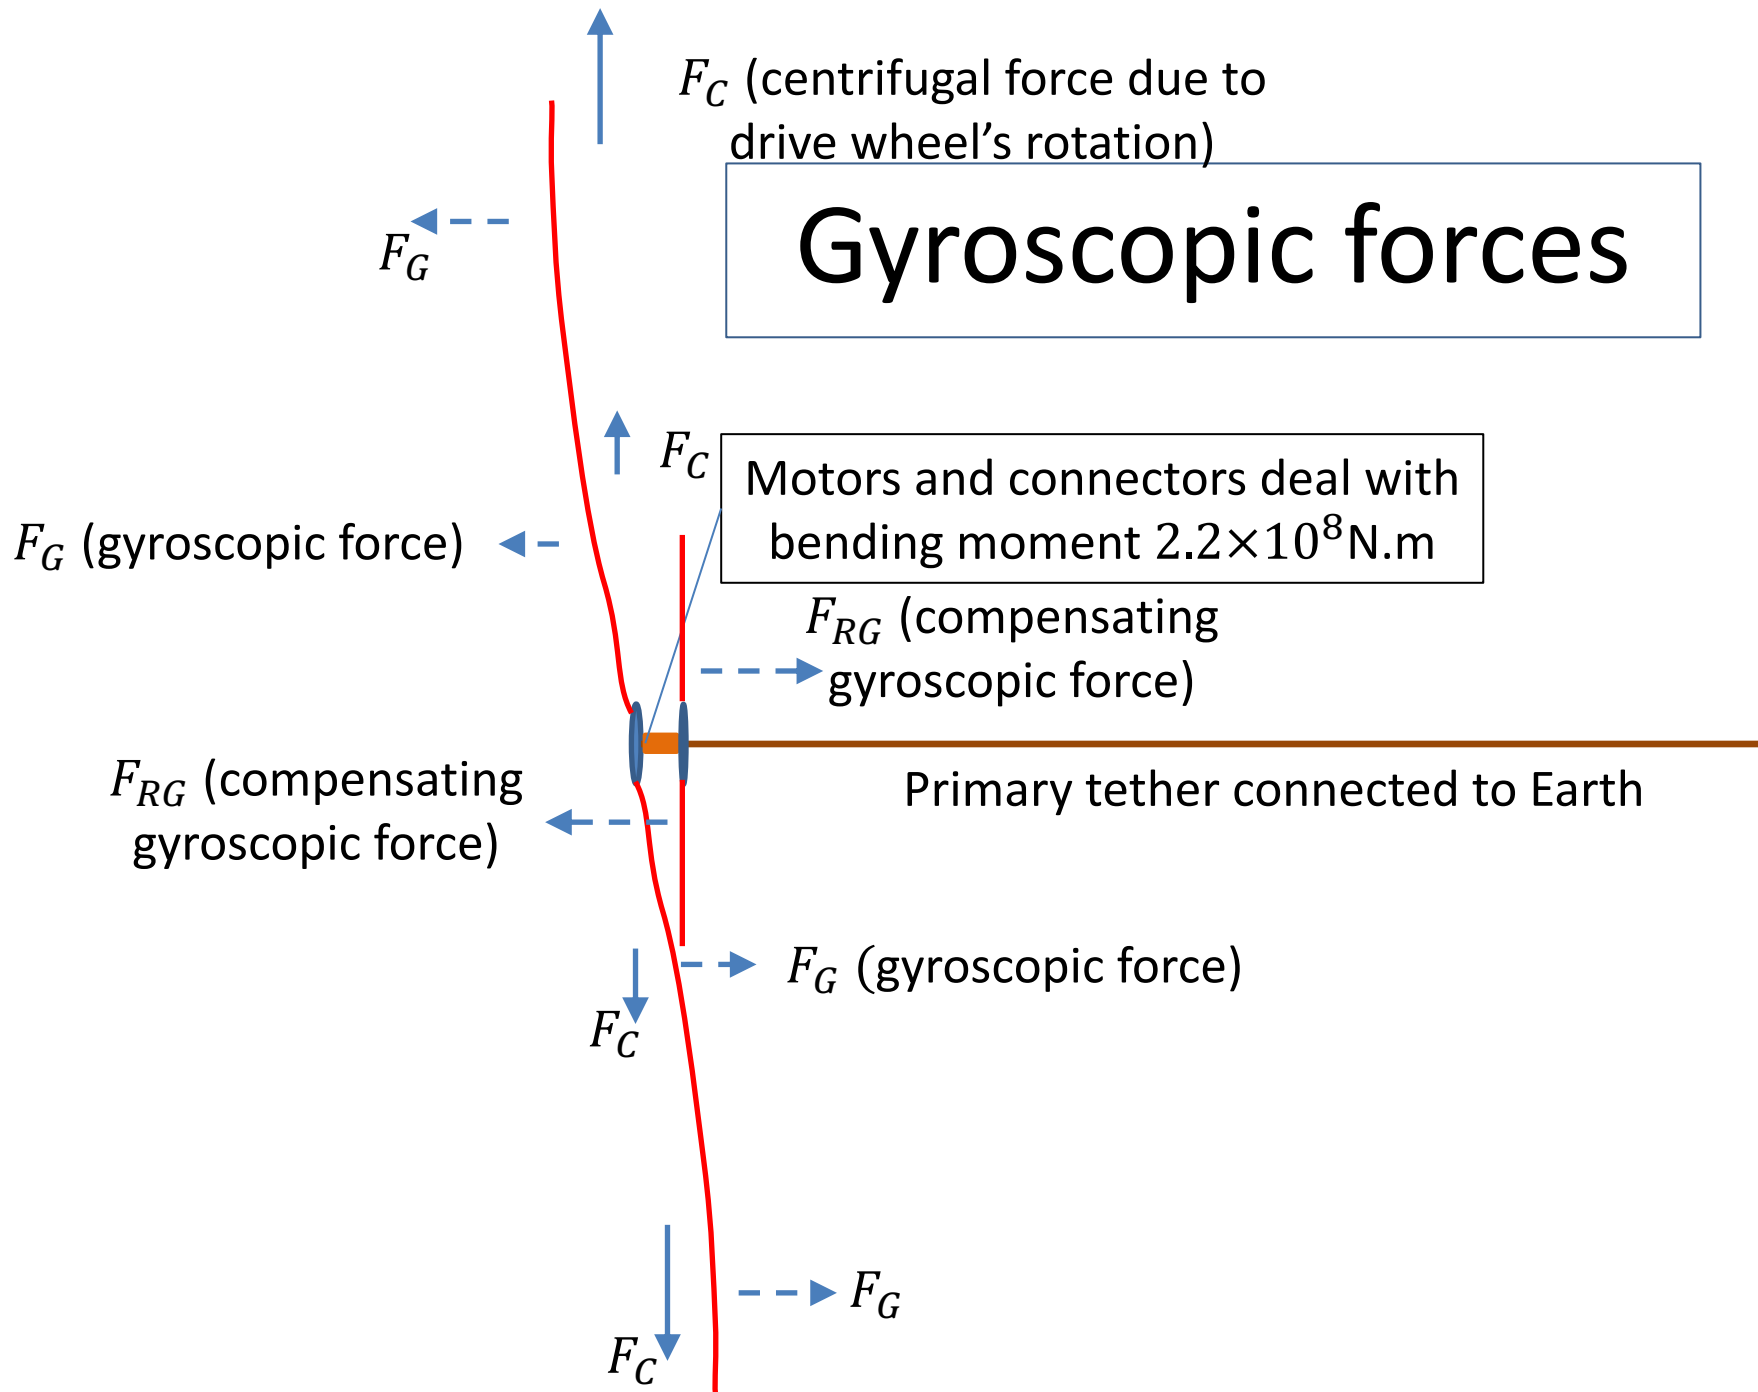 F_C (centrifugal force due to
drive wheel’s rotation)
Gyroscopic forces
F_G
F_C
Motors and connectors deal with
bending moment 2.2×10⁸N.m
F_G (gyroscopic force)
F_RG (compensating
gyroscopic force)
F_RG (compensating
gyroscopic force)
Primary tether connected to Earth
F_G (gyroscopic force)
F_C
F_G
F_C